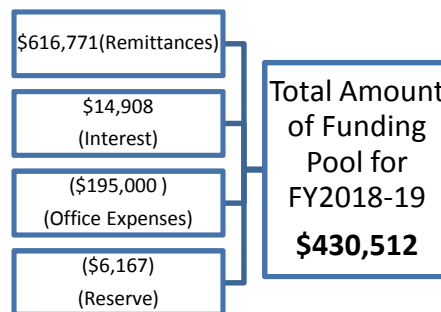 $616,771(Remittances)
$14,908
(Interest)
($195,000 )
(Office Expenses)
($6,167)
(Reserve)
Total Amount
of Funding
Pool for
FY2018-19
$430,512